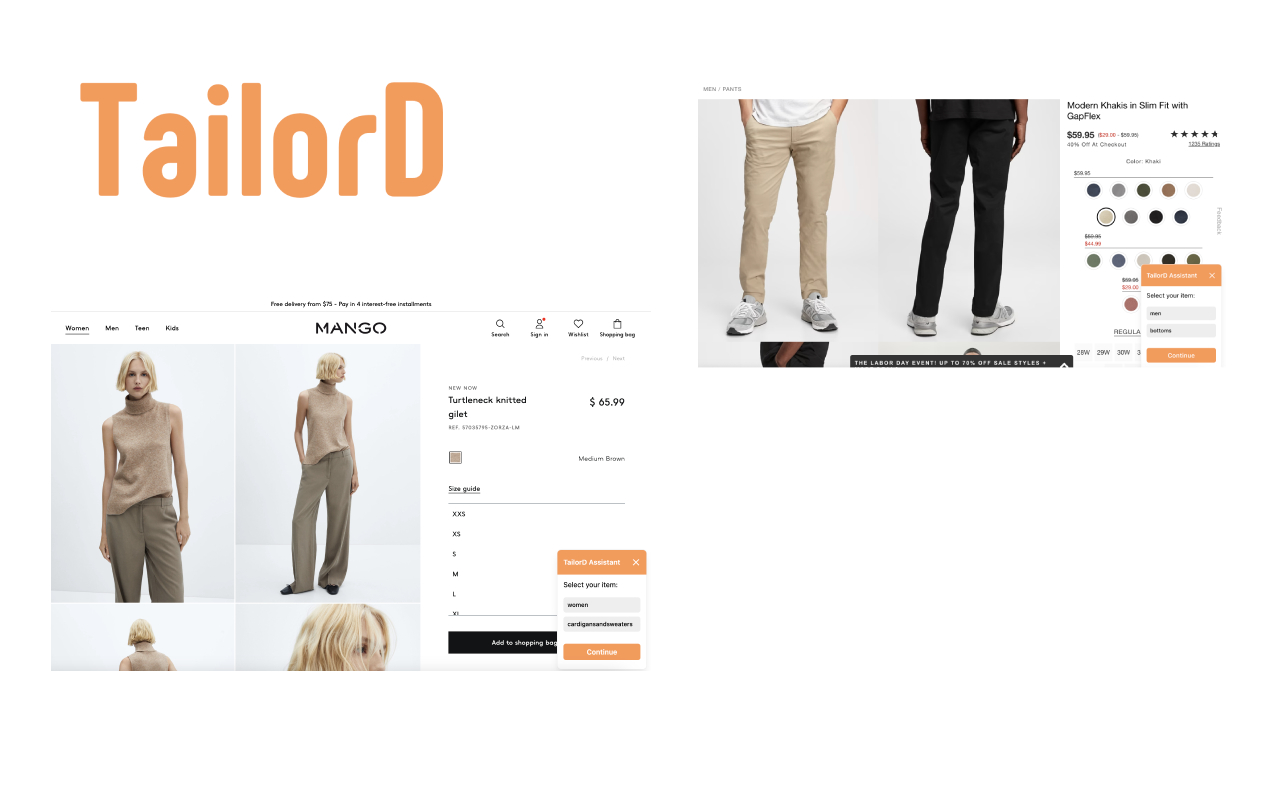 TailorD
Free delivery from $75 - Pay in 4 interest-free installments
Women Men Teen Kids
MANGO
Search Sign in Wishlist Shopping bag
Previous / Next
NEW NOW
Turtleneck knitted
gilet
$ 65.99
REF. 57035795-ZORZA-LM
Medium Brown
Size guide
XXS
XS
S
M
L
XL
Add to shopping bag
TailorD Assistant
Select your item:
women
cardigansandsweaters
Continue
MEN / PANTS
Modern Khakis in Slim Fit with
GapFlex
$59.95 ($29.00 - $59.95)
40% Off At Checkout
1235 Ratings
Color: Khaki
$59.95
Feedback
$59.95
$44.99
$59.95
$29.00
REGULA
28W 29W 30W 3
THE LABOR DAY EVENT! UP TO 70% OFF SALE STYLES +
TailorD Assistant
Select your item:
men
bottoms
Continue